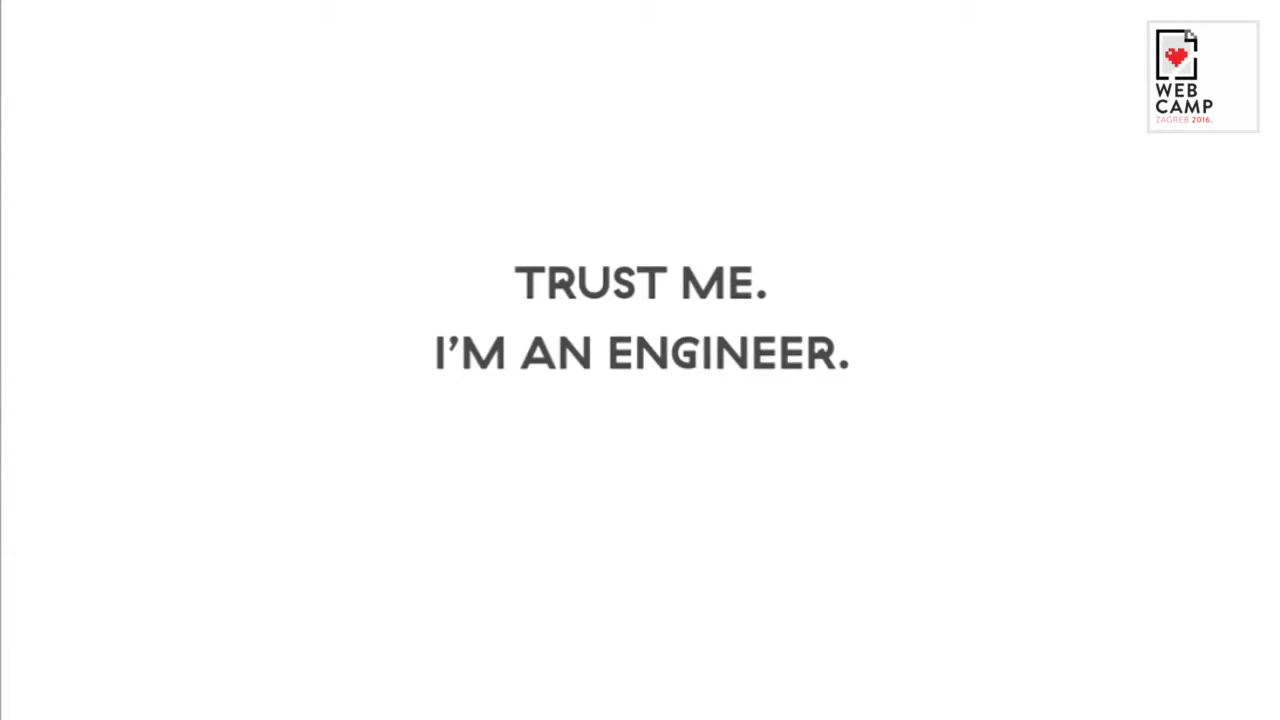 WEB
CAMP
ZAGREB 2016.
TRUST ME.
I'M AN ENGINEER.